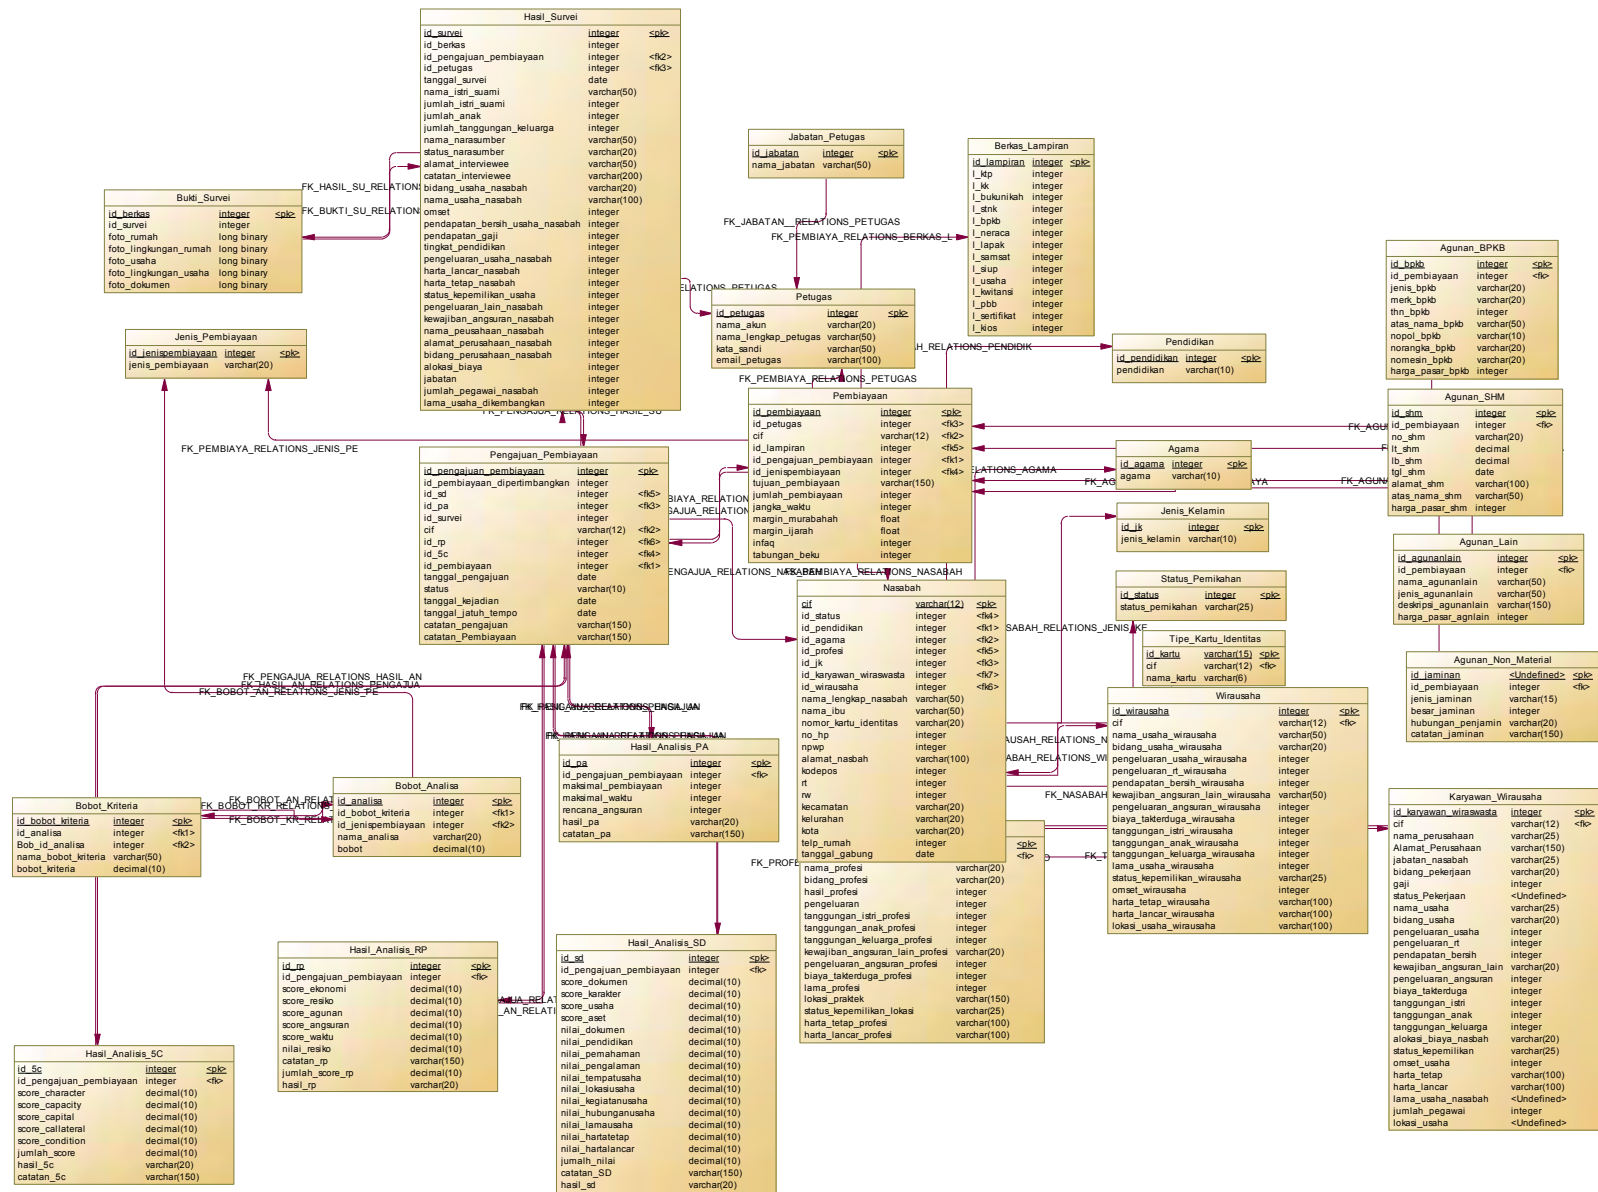 Hasil_Survei
id_survei integer <pk>
id_berkas integer
id_pengajuan_pembiayaan integer <fk2>
id_petugas integer <fk3>
tanggal_survei date
nama_istri_suami varchar(50)
jumlah_istri_suami integer
jumlah_anak integer
jumlah_tanggungan_keluarga integer
nama_narasumber varchar(50)
status_narasumber varchar(20)
alamat_interviewee varchar(50)
catatan_interviewee varchar(200)
bidang_usaha_nasabah varchar(20)
nama_usaha_nasabah varchar(100)
omset integer
pendapatan_bersih_usaha_nasabah integer
pendapatan_gaji integer
tingkat_pendidikan integer
pengeluaran_usaha_nasabah integer
harta_lancar_nasabah integer
harta_tetap_nasabah integer
status_kepemilikan_usaha integer
pengeluaran_lain_nasabah integer
kewajiban_angsuran_nasabah integer
nama_peusahaan_nasabah integer
alamat_perusahaan_nasabah integer
bidang_perusahaan_nasabah integer
alokasi_biaya integer
jabatan integer
jumlah_pegawai_nasabah integer
lama_usaha_dikembangkan integer
FK_HASIL_SU_RELATIONS
FK_BUKTI_SU_RELATION
Bukti_Survei
id_berkas integer <pk>
id_survei integer
foto_rumah long binary
foto_lingkungan_rumah long binary
foto_usaha long binary
foto_lingkungan_usaha long binary
foto_dokumen long binary
Jabatan_Petugas
id_jabatan integer <pk>
nama_jabatan varchar(50)
FK_JABATAN__RELATIONS_PETUGAS
FK_PEMBIAYA_RELATIONS_BERKAS_L
Berkas_Lampiran
id_lampiran integer <pk>
l_ktp integer
l_kk integer
l_bukunikah integer
l_stnk integer
l_bpkb integer
l_neraca integer
l_lapak integer
l_samsat integer
l_siup integer
l_usaha integer
l_kwitansi integer
l_pbb integer
l_sertifikat integer
l_kios integer
ELATIONS_PETUGAS
Petugas
id_petugas integer <pk>
nama_akun varchar(20)
nama_lengkap_petugas varchar(50)
kata_sandi varchar(50)
email_petugas varchar(100)
AH_RELATIONS_PENDIDIK
FK_PEMBIAYA_RELATIONS_PETUGAS
Pendidikan
id_pendidikan integer <pk>
pendidikan varchar(10)
Agunan_BPKB
id_bpkb integer <pk>
id_pembiayaan integer <fk>
jenis_bpkb varchar(20)
merk_bpkb varchar(20)
thn_bpkb integer
atas_nama_bpkb varchar(50)
nopol_bpkb varchar(10)
norangka_bpkb varchar(20)
nomesin_bpkb varchar(20)
harga_pasar_bpkb integer
Jenis_Pembiayaan
id_jenispembiayaan integer <pk>
jenis_pembiayaan varchar(20)
FK_PENGAJUA_RELATIONS_HASIL_SU
FK_PEMBIAYA_RELATIONS_JENIS_PE
Pembiayaan
id_pembiayaan integer <pk>
id_petugas integer <fk3>
cif varchar(12) <fk2>
id_lampiran integer <fk5>
id_pengajuan_pembiayaan integer <fk1>
id_jenispembiayaan integer <fk4>
tujuan_pembiayaan varchar(150)
jumlah_pembiayaan integer
jangka_waktu integer
margin_murabahah float
margin_ijarah float
infaq integer
tabungan_beku integer
Agunan_SHM
id_shm integer <pk>
id_pembiayaan integer <fk>
no_shm varchar(20)
lt_shm decimal
lb_shm decimal
tgl_shm date
alamat_shm varchar(100)
atas_nama_shm varchar(50)
harga_pasar_shm integer
Agama
id_agama integer <pk>
agama varchar(10)
ELATIONS_AGAMA
Pengajuan_Pembiayaan
id_pengajuan_pembiayaan integer <pk>
id_pembiayaan_dipertimbangkan integer
id_sd integer <fk5>
id_pa integer <fk3>
id_survei integer
cif varchar(12) <fk2>
id_rp integer <fk6>
id_5c integer <fk4>
id_pembiayaan integer <fk1>
tanggal_pengajuan date
status varchar(10)
tanggal_kejadian date
tanggal_jatuh_tempo date
catatan_pengajuan varchar(150)
catatan_Pembiayaan varchar(150)
Jenis_Kelamin
id_jk integer <pk>
jenis_kelamin varchar(10)
Agunan_Lain
id_agunanlain integer <pk>
id_pembiayaan integer <fk>
nama_agunanlain varchar(50)
jenis_agunanlain varchar(50)
deskripsi_agunanlain varchar(150)
harga_pasar_agnlain integer
Status_Pernikahan
id_status integer <pk>
status_pernikahan varchar(25)
Tipe_Kartu_Identitas
id_kartu varchar(15) <pk>
cif varchar(12) <fk>
nama_kartu varchar(6)
Agunan_Non_Material
id_jaminan <Undefined> <pk>
id_pembiayaan integer <fk>
jenis_jaminan varchar(15)
besar_jaminan integer
hubungan_penjamin varchar(20)
catatan_jaminan varchar(150)
Nasabah
cif varchar(12) <pk>
id_status integer <fk4>
id_pendidikan integer <fk1>
id_agama integer <fk2>
id_profesi integer <fk5>
id_jk integer <fk3>
id_karyawan_wiraswasta integer <fk7>
id_wirausaha integer <fk6>
nama_lengkap_nasabah varchar(50)
nama_ibu varchar(50)
nomor_kartu_identitas varchar(20)
no_hp integer
npwp integer
alamat_nasbah varchar(100)
kodepos integer
rt integer
rw integer
kecamatan varchar(20)
kelurahan varchar(20)
kota varchar(20)
telp_rumah integer
tanggal_gabung date
<pk>
<fk>
nama_profesi varchar(20)
bidang_profesi varchar(20)
hasil_profesi integer
pengeluaran integer
tanggungan_istri_profesi integer
tanggungan_anak_profesi integer
tanggungan_keluarga_profesi integer
kewajiban_angsuran_lain_profesi varchar(20)
pengeluaran_angsuran_profesi integer
biaya_takterduga_profesi integer
lama_profesi integer
lokasi_praktek varchar(150)
status_kepemilikan_lokasi varchar(25)
harta_tetap_profesi varchar(100)
harta_lancar_profesi varchar(100)
Wirausaha
id_wirausaha integer <pk>
cif varchar(12) <fk>
nama_usaha_wirausaha varchar(50)
bidang_usaha_wirausaha varchar(20)
pengeluaran_usaha_wirausaha integer
pengeluaran_rt_wirausaha integer
pendapatan_bersih_wirausaha integer
kewajiban_angsuran_lain_wirausaha varchar(50)
pengeluaran_angsuran_wirausaha integer
biaya_takterduga_wirausaha integer
tanggungan_istri_wirausaha integer
tanggungan_anak_wirausaha integer
tanggungan_keluarga_wirausaha integer
lama_usaha_wirausaha integer
status_kepemilikan_wirausaha varchar(25)
omset_wirausaha integer
harta_tetap_wirausaha varchar(100)
harta_lancar_wirausaha varchar(100)
lokasi_usaha_wirausaha varchar(100)
Karyawan_Wirausaha
id_karyawan_wiraswasta integer <pk>
cif varchar(12) <fk>
nama_perusahaan varchar(25)
Alamat_Perusahaan varchar(150)
jabatan_nasabah varchar(25)
bidang_pekerjaan varchar(20)
gaji integer
status_Pekerjaan <Undefined>
nama_usaha varchar(25)
bidang_usaha varchar(20)
pengeluaran_usaha integer
pengeluaran_rt integer
pendapatan_bersih integer
kewajiban_angsuran_lain varchar(20)
pengeluaran_angsuran integer
biaya_takterduga integer
tanggungan_istri integer
tanggungan_anak integer
tanggungan_keluarga integer
alokasi_biaya_nasbah varchar(20)
status_kepemilikan varchar(25)
omset_usaha integer
harta_tetap varchar(100)
harta_lancar varchar(100)
lama_usaha_nasabah <Undefined>
jumlah_pegawai integer
lokasi_usaha <Undefined>
FK_PENGAJUA_RELATIONS_HASIL_AN
FK_HASIL_AN_RELATIONS_PENGAJUA
FK_BOBOT_AN_RELATIONS_JENIS_PE
Hasil_Analisis_PA
id_pa integer <pk>
id_pengajuan_pembiayaan integer <fk>
maksimal_pembiayaan integer
maksimal_waktu integer
rencana_angsuran integer
hasil_pa varchar(20)
catatan_pa varchar(150)
Bobot_Analisa
id_analisa integer <pk>
id_bobot_kriteria integer <fk1>
id_jenispembiayaan integer <fk2>
nama_analisa varchar(20)
bobot decimal(10)
FK_BOBOT_AN_RELAT
FK_BOBOT_KR_RELATIONS
FK_BOBOT_KR_RELAT
Bobot_Kriteria
id_bobot_kriteria integer <pk>
id_analisa integer <fk1>
Bob_id_analisa integer <fk2>
nama_bobot_kriteria varchar(50)
bobot_kriteria decimal(10)
Hasil_Analisis_RP
id_rp integer <pk>
id_pengajuan_pembiayaan integer <fk>
score_ekonomi decimal(10)
score_resiko decimal(10)
score_agunan decimal(10)
score_angsuran decimal(10)
score_waktu decimal(10)
nilai_resiko decimal(10)
catatan_rp varchar(150)
jumlah_score_rp decimal(10)
hasil_rp varchar(20)
Hasil_Analisis_SD
id_sd integer <pk>
id_pengajuan_pembiayaan integer <fk>
score_dokumen decimal(10)
score_karakter decimal(10)
score_usaha decimal(10)
score_aset decimal(10)
nilai_dokumen decimal(10)
nilai_pendidikan decimal(10)
nilai_pemahaman decimal(10)
nilai_pengalaman decimal(10)
nilai_tempatusaha decimal(10)
nilai_lokasiusaha decimal(10)
nilai_kegiatanusaha decimal(10)
nilai_hubunganusaha decimal(10)
nilai_lamausaha decimal(10)
nilai_hartatetap decimal(10)
nilai_hartalancar decimal(10)
jumalh_nilai decimal(10)
catatan_SD varchar(150)
hasil_sd varchar(20)
Hasil_Analisis_5C
id_5c integer <pk>
id_pengajuan_pembiayaan integer <fk>
score_character decimal(10)
score_capacity decimal(10)
score_capital decimal(10)
score_callateral decimal(10)
score_condition decimal(10)
jumlah_score decimal(10)
hasil_5c varchar(20)
catatan_5c varchar(150)